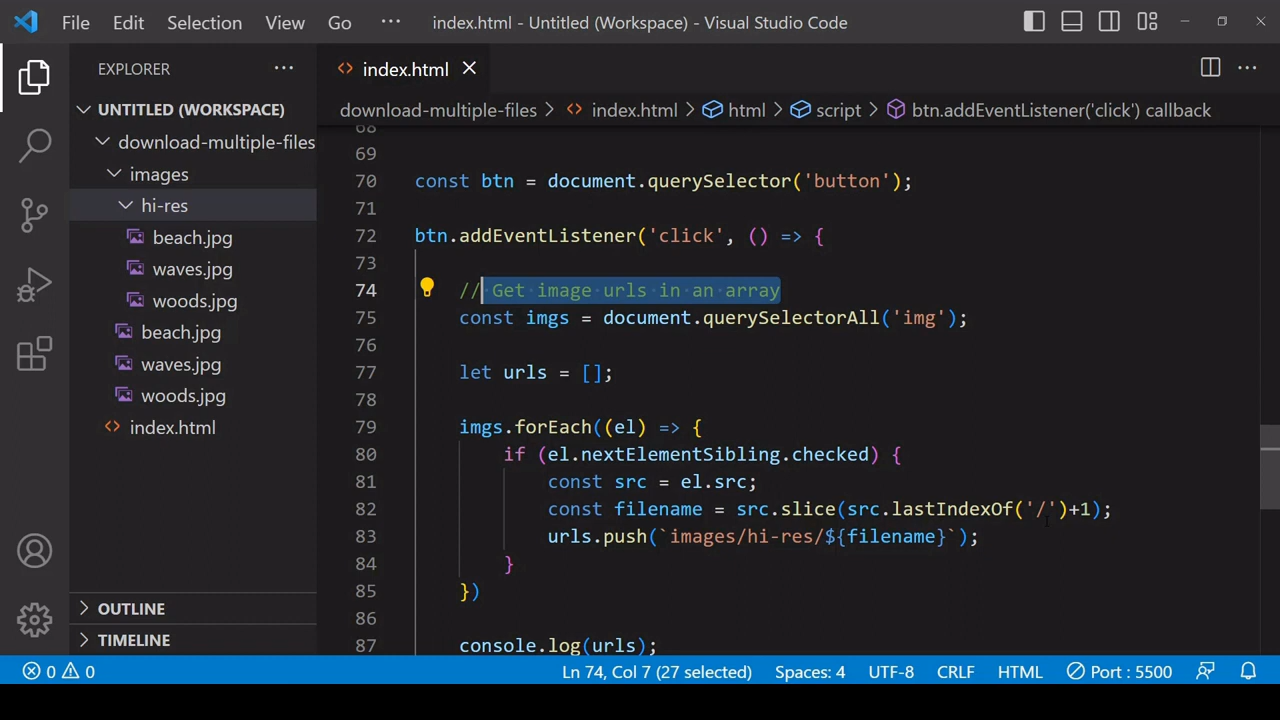 File Edit Selection View Go ··· index.html - Untitled (Workspace) - Visual Studio Code
EXPLORER ···
UNTITLED (WORKSPACE)
download-multiple-files
images
hi-res
beach.jpg
waves.jpg
woods.jpg
beach.jpg
waves.jpg
woods.jpg
index.html
OUTLINE
TIMELINE
index.html
download-multiple-files > index.html > html > script > btn.addEventListener('click') callback
68
69
70 const btn = document.querySelector('button');
71
72 btn.addEventListener('click', () => {
73
74 // Get image urls in an array
75 const imgs = document.querySelectorAll('img');
76
77 let urls = [];
78
79 imgs.forEach((el) => {
80 if (el.nextElementSibling.checked) {
81 const src = el.src;
82 const filename = src.slice(src.lastIndexOf('/')+1);
83 urls.push(`images/hi-res/${filename}`);
84 }
85 })
86
87 console.log(urls);
0 0 Ln 74, Col 7 (27 selected) Spaces: 4 UTF-8 CRLF HTML Port : 5500